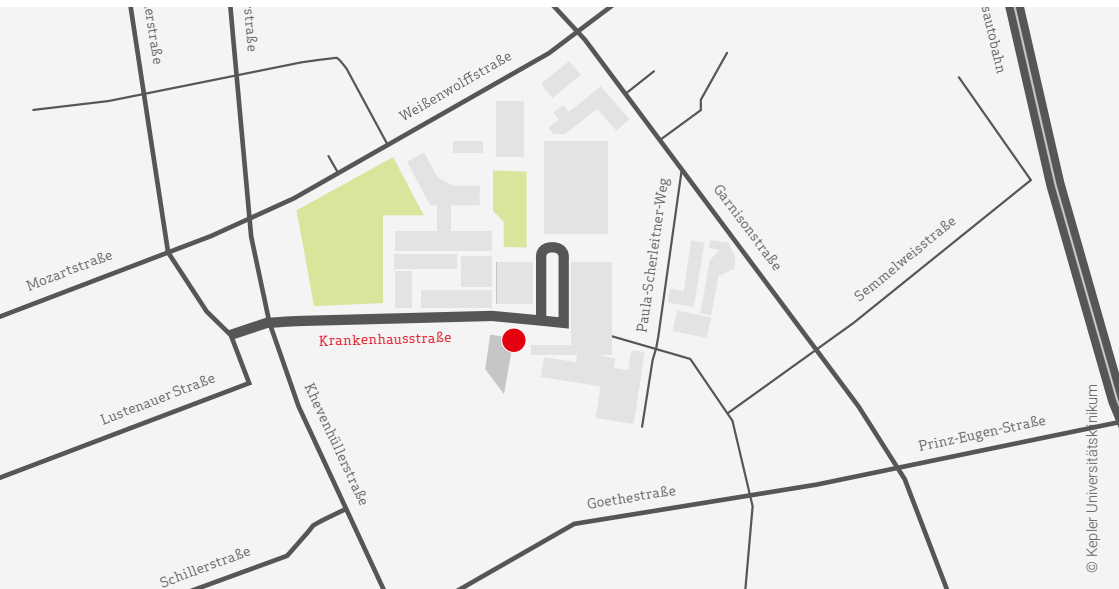 erstraße
straße
sautobahn
Weißenwolffstraße
Mozartstraße
Paula-Scherleitner-Weg
Garnisonstraße
Semmelweisstraße
Krankenhausstraße
Lustenauer Straße
Khevenhüllerstraße
Prinz-Eugen-Straße
Goethestraße
Schillerstraße
© Kepler Universitätsklinikum